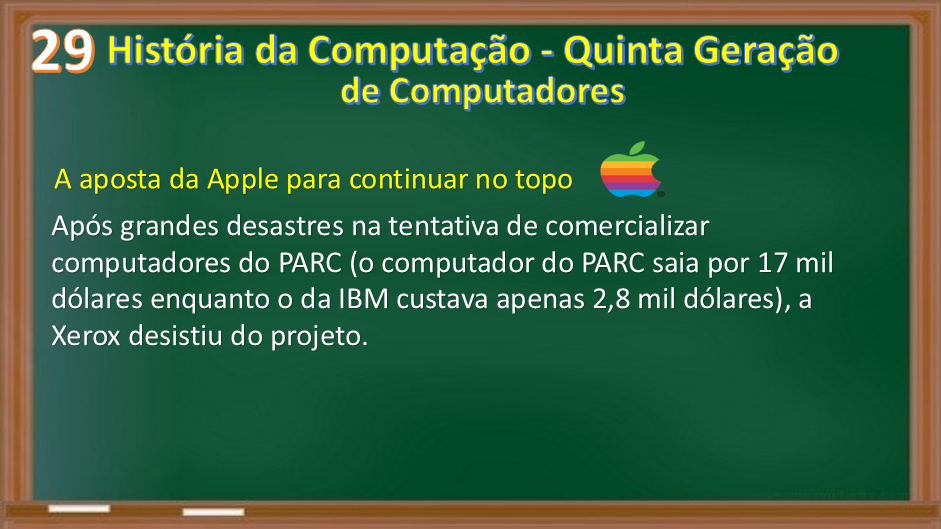 29 História da Computação - Quinta Geração
de Computadores
A aposta da Apple para continuar no topo
Após grandes desastres na tentativa de comercializar
computadores do PARC (o computador do PARC saia por 17 mil
dólares enquanto o da IBM custava apenas 2,8 mil dólares), a
Xerox desistiu do projeto.